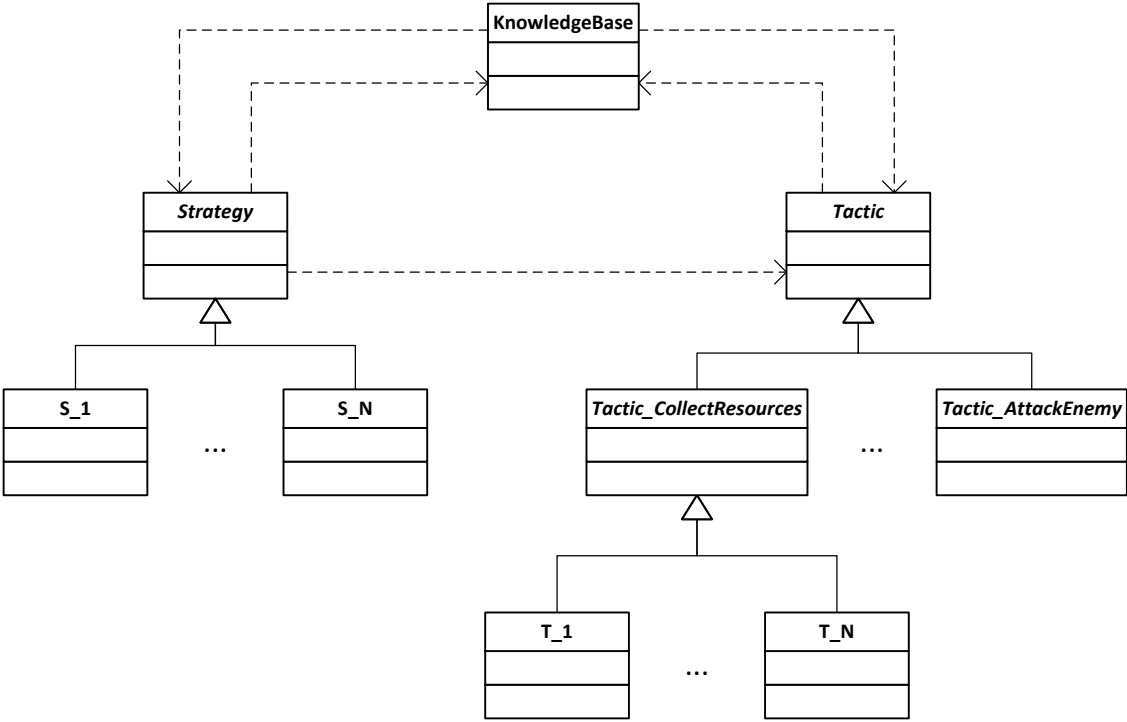 KnowledgeBase
Strategy
Tactic
S_1
...
S_N
Tactic_CollectResources
...
Tactic_AttackEnemy
T_1
...
T_N